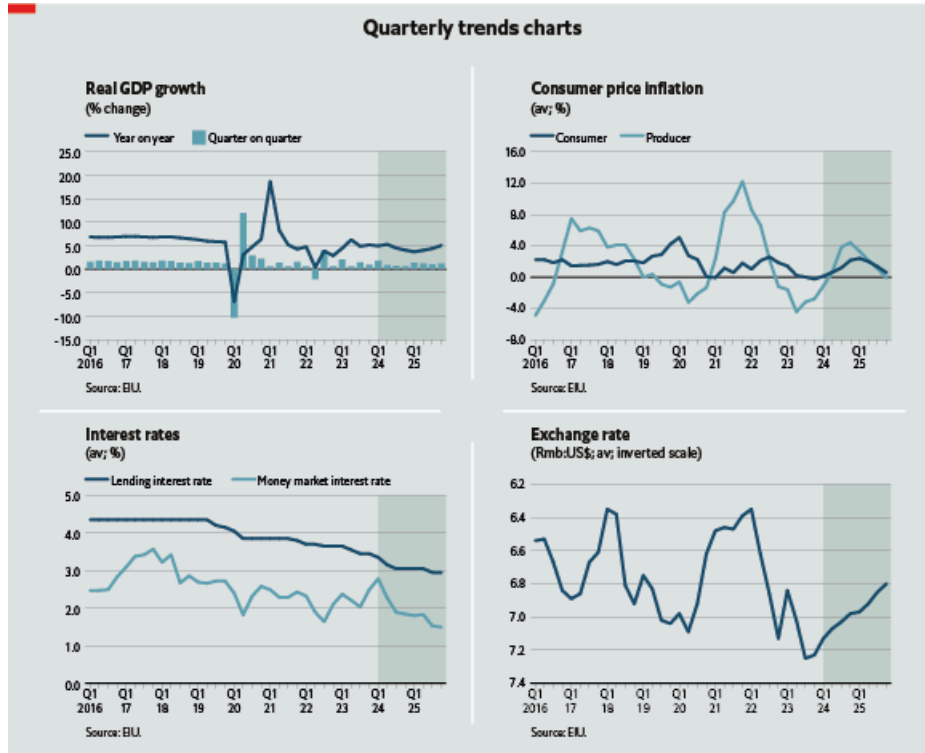 Quarterly trends charts
Real GDP growth
(% change)
Year on year Quarter on quarter
25.0
20.0
15.0
10.0
5.0
0.0
-5.0
-10.0
-15.0
Q1 Q1 Q1 Q1 Q1 Q1 Q1 Q1 Q1 Q1
2016 17 18 19 20 21 22 23 24 25
Source: EIU.
Consumer price inflation
(av; %)
Consumer Producer
16.0
12.0
8.0
4.0
0.0
-4.0
-8.0
Q1 Q1 Q1 Q1 Q1 Q1 Q1 Q1 Q1 Q1
2016 17 18 19 20 21 22 23 24 25
Source: EIU.
Interest rates
(av; %)
Lending interest rate Money market interest rate
5.0
4.0
3.0
2.0
1.0
0.0
Q1 Q1 Q1 Q1 Q1 Q1 Q1 Q1 Q1 Q1
2016 17 18 19 20 21 22 23 24 25
Source: EIU.
Exchange rate
(Rmb:US$; av; inverted scale)
6.2
6.4
6.6
6.8
7.0
7.2
7.4
Q1 Q1 Q1 Q1 Q1 Q1 Q1 Q1 Q1 Q1
2016 17 18 19 20 21 22 23 24 25
Source: EIU.